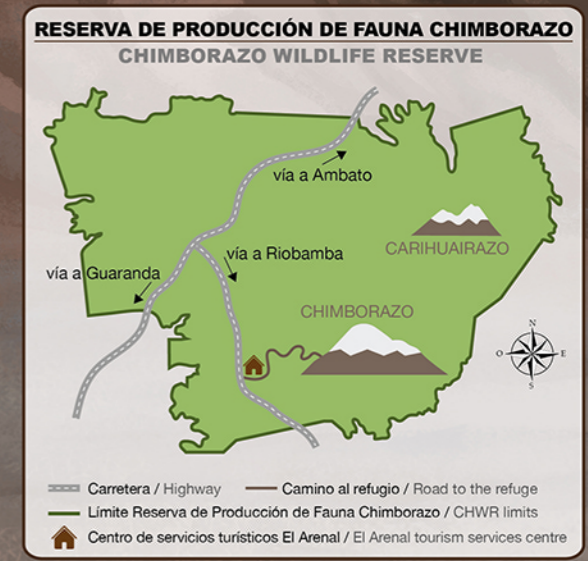 RESERVA DE PRODUCCIÓN DE FAUNA CHIMBORAZO
CHIMBORAZO WILDLIFE RESERVE
vía a Ambato
vía a Riobamba
CARIHUAIRAZO
vía a Guaranda
CHIMBORAZO
N
O E
S
Carretera / Highway
Camino al refugio / Road to the refuge
Límite Reserva de Producción de Fauna Chimborazo / CHWR limits
Centro de servicios turísticos El Arenal / El Arenal tourism services centre